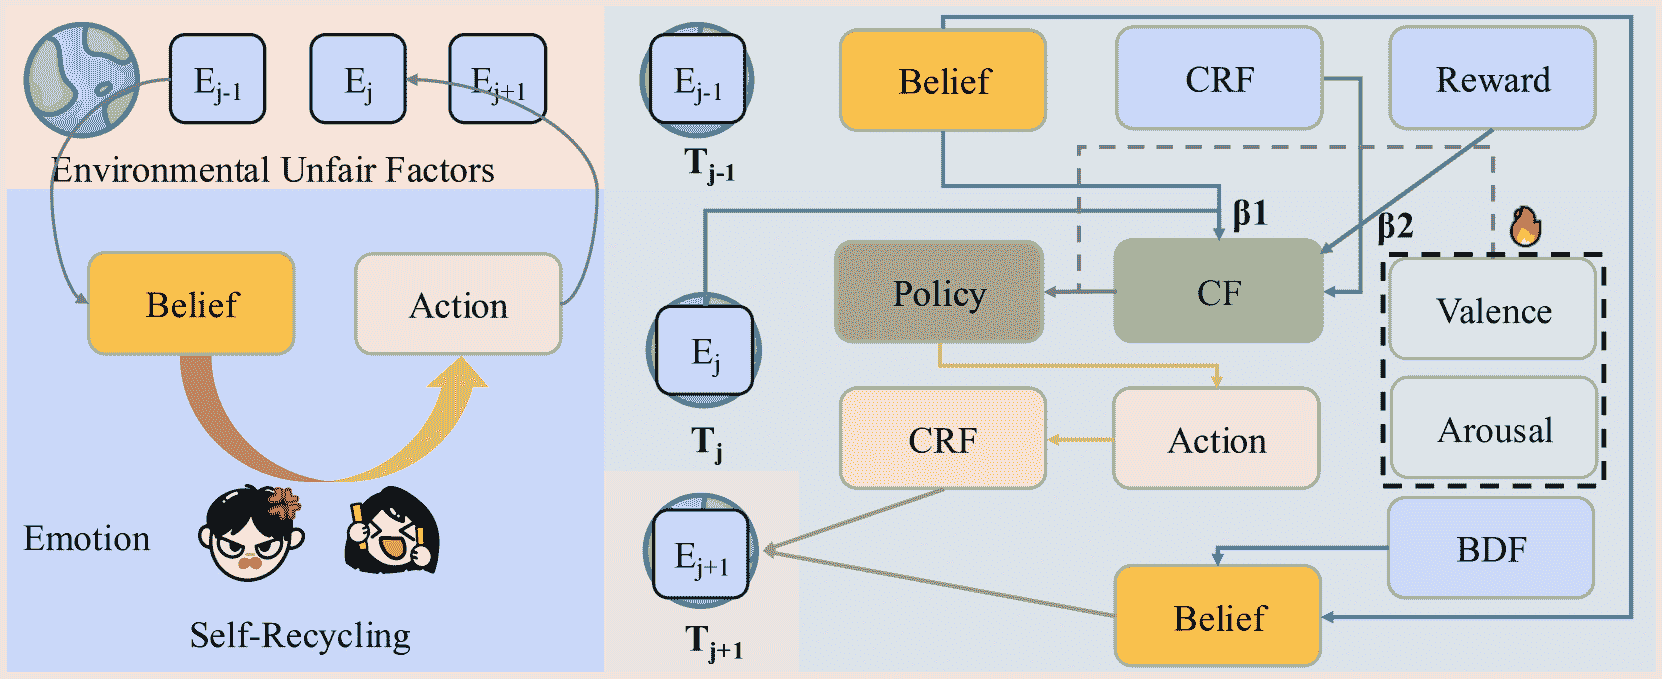 E_{j-1} E_j E_{j+1}
Environmental Unfair Factors
Belief Action
Emotion
Self-Recycling
E_{j-1} Belief CRF Reward
T_{j-1}
β1 β2
Policy CF Valence
E_j
T_j
CRF Action Arousal
E_{j+1} BDF
Belief
T_{j+1}